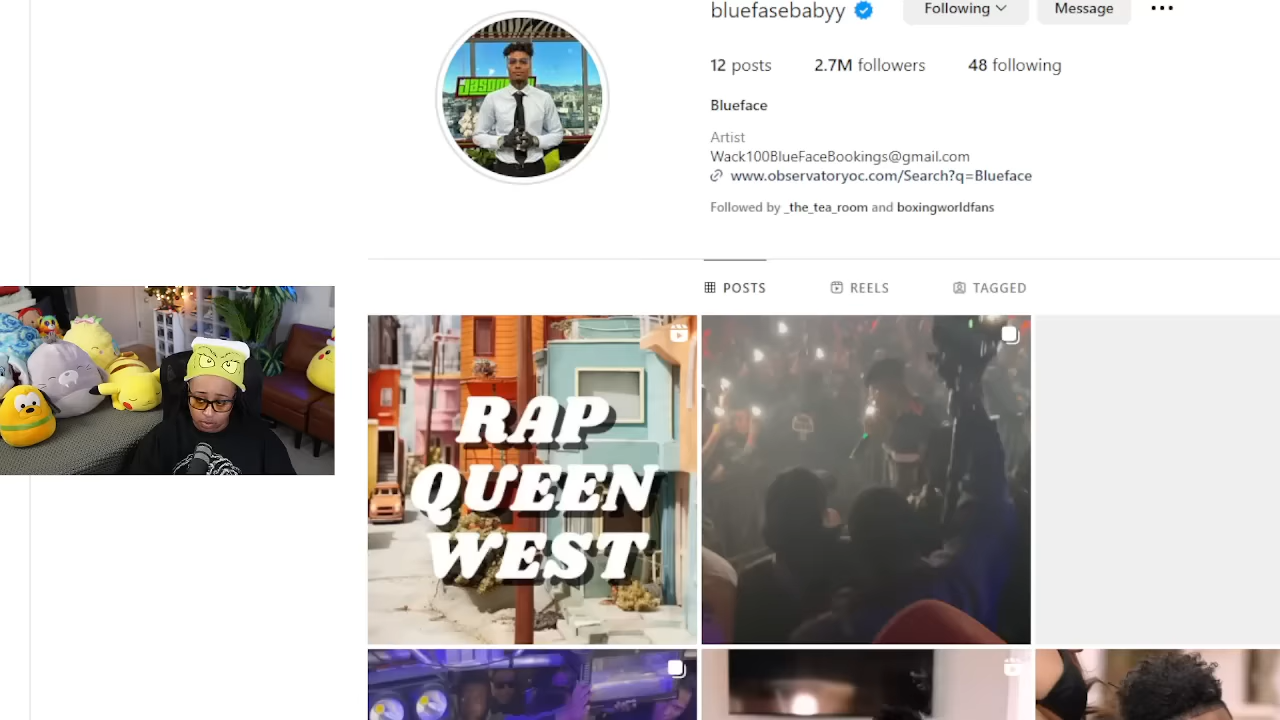 bluefasebabyy
Following
Message
12 posts
2.7M followers
48 following
Blueface
Artist
Wack100BlueFaceBookings@gmail.com
www.observatoryoc.com/Search?q=Blueface
Followed by _the_tea_room and boxingworldfans
POSTS
REELS
TAGGED
RAP
QUEEN
WEST